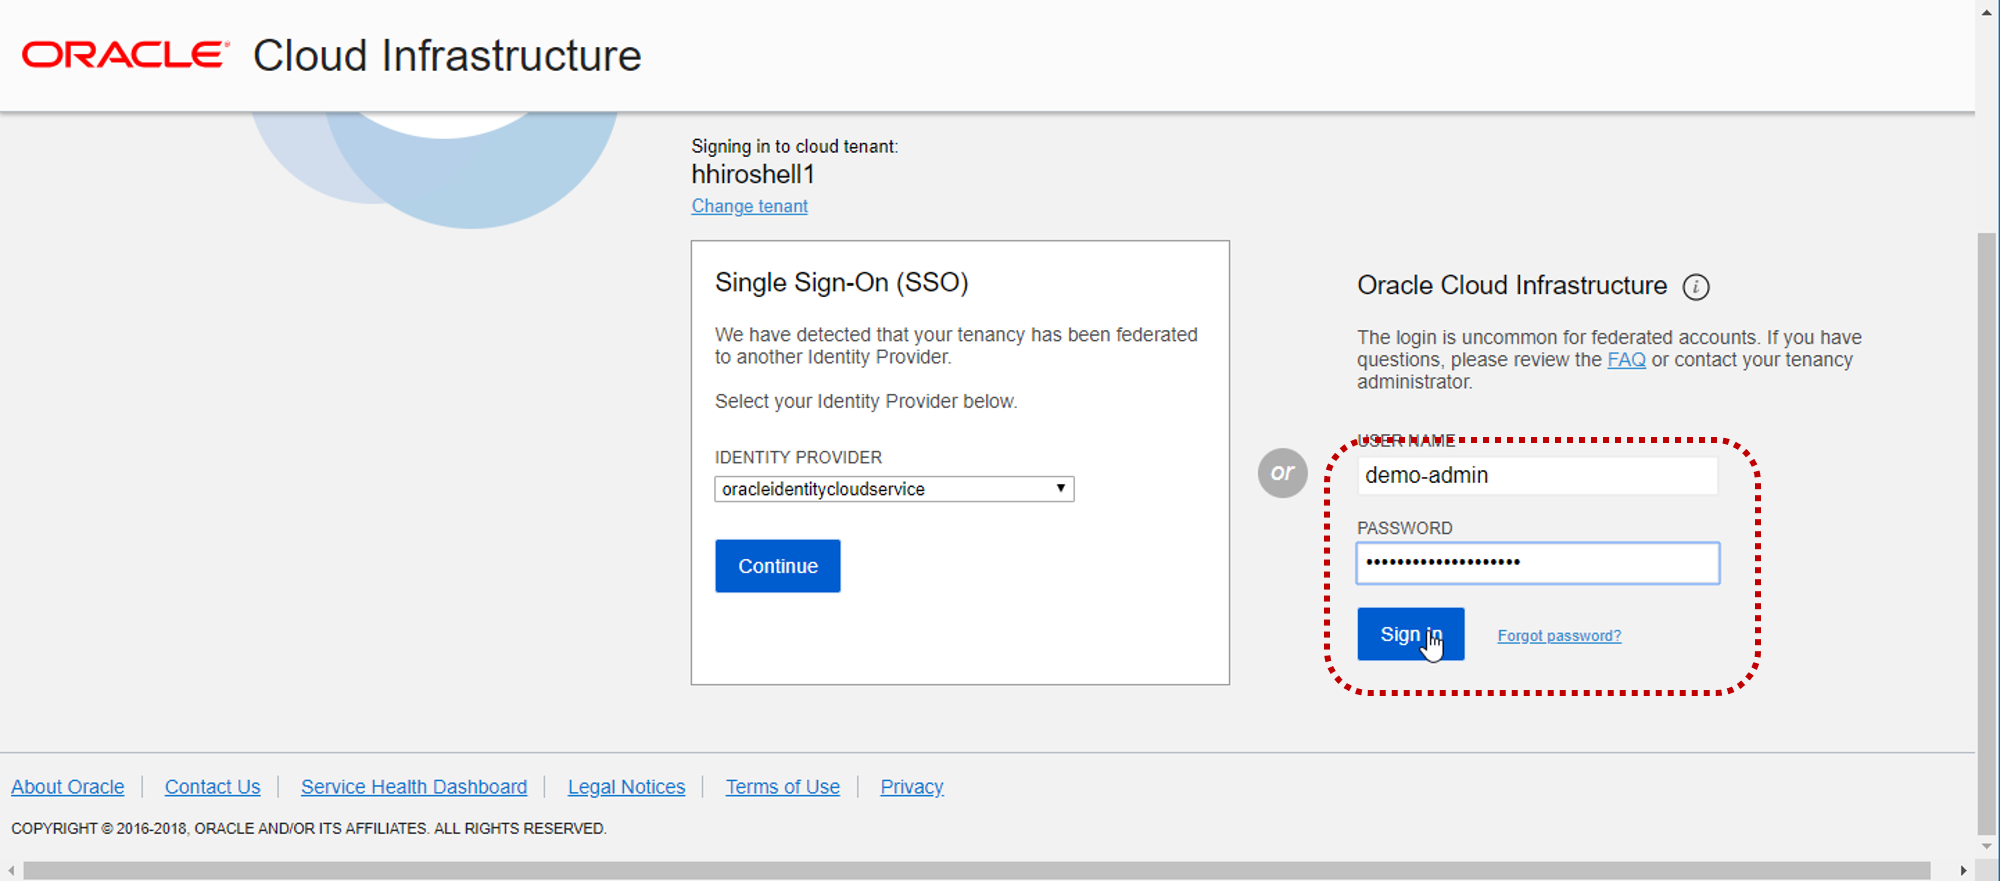 ORACLE® Cloud Infrastructure
Signing in to cloud tenant:
hhiroshell1
Change tenant
Single Sign-On (SSO)
We have detected that your tenancy has been federated
to another Identity Provider.
Select your Identity Provider below.
IDENTITY PROVIDER
oracleidentitycloudservice
Continue
or
Oracle Cloud Infrastructure i
The login is uncommon for federated accounts. If you have
questions, please review the FAQ or contact your tenancy
administrator.
USER NAME
demo-admin
PASSWORD
••••••••••••••••••••
Sign in
Forgot password?
About Oracle | Contact Us | Service Health Dashboard | Legal Notices | Terms of Use | Privacy
COPYRIGHT © 2016-2018, ORACLE AND/OR ITS AFFILIATES. ALL RIGHTS RESERVED.